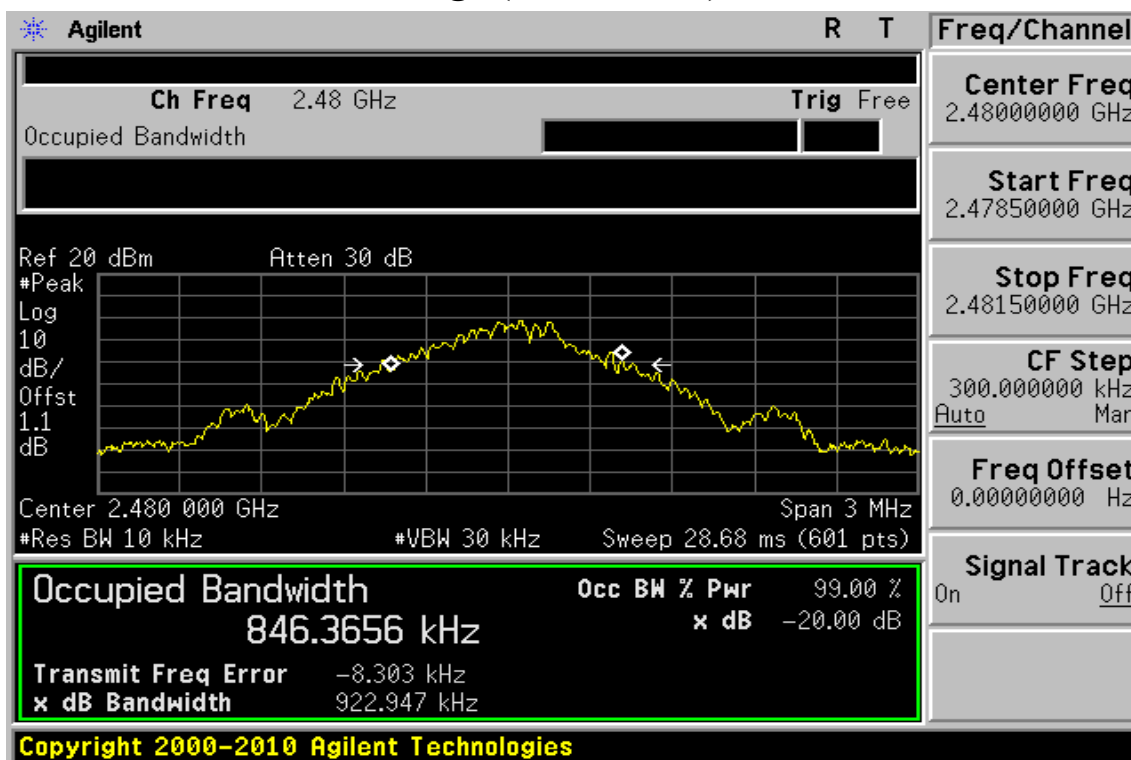 Agilent R T Freq/Channel
Ch Freq 2.48 GHz Trig Free
Occupied Bandwidth
Center Freq
2.48000000 GHz
Start Freq
2.47850000 GHz
Stop Freq
2.48150000 GHz
CF Step
300.000000 kHz
Auto Man
Freq Offset
0.00000000 Hz
Signal Track
On Off
Ref 20 dBm Atten 30 dB
#Peak
Log
10
dB/
Offst
1.1
dB
Center 2.480 000 GHz Span 3 MHz
#Res BW 10 kHz #VBW 30 kHz Sweep 28.68 ms (601 pts)
Occupied Bandwidth
846.3656 kHz
Occ BW % Pwr 99.00 %
x dB -20.00 dB
Transmit Freq Error -8.303 kHz
x dB Bandwidth 922.947 kHz
Copyright 2000-2010 Agilent Technologies